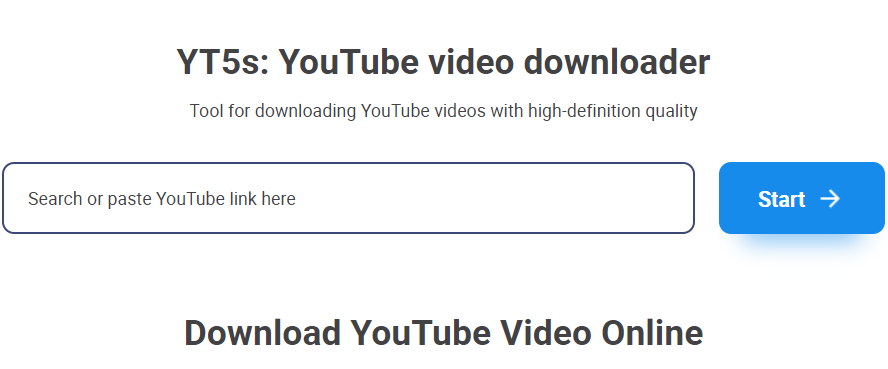 YT5s: YouTube video downloader
Tool for downloading YouTube videos with high-definition quality
Search or paste YouTube link here
Start
Download YouTube Video Online